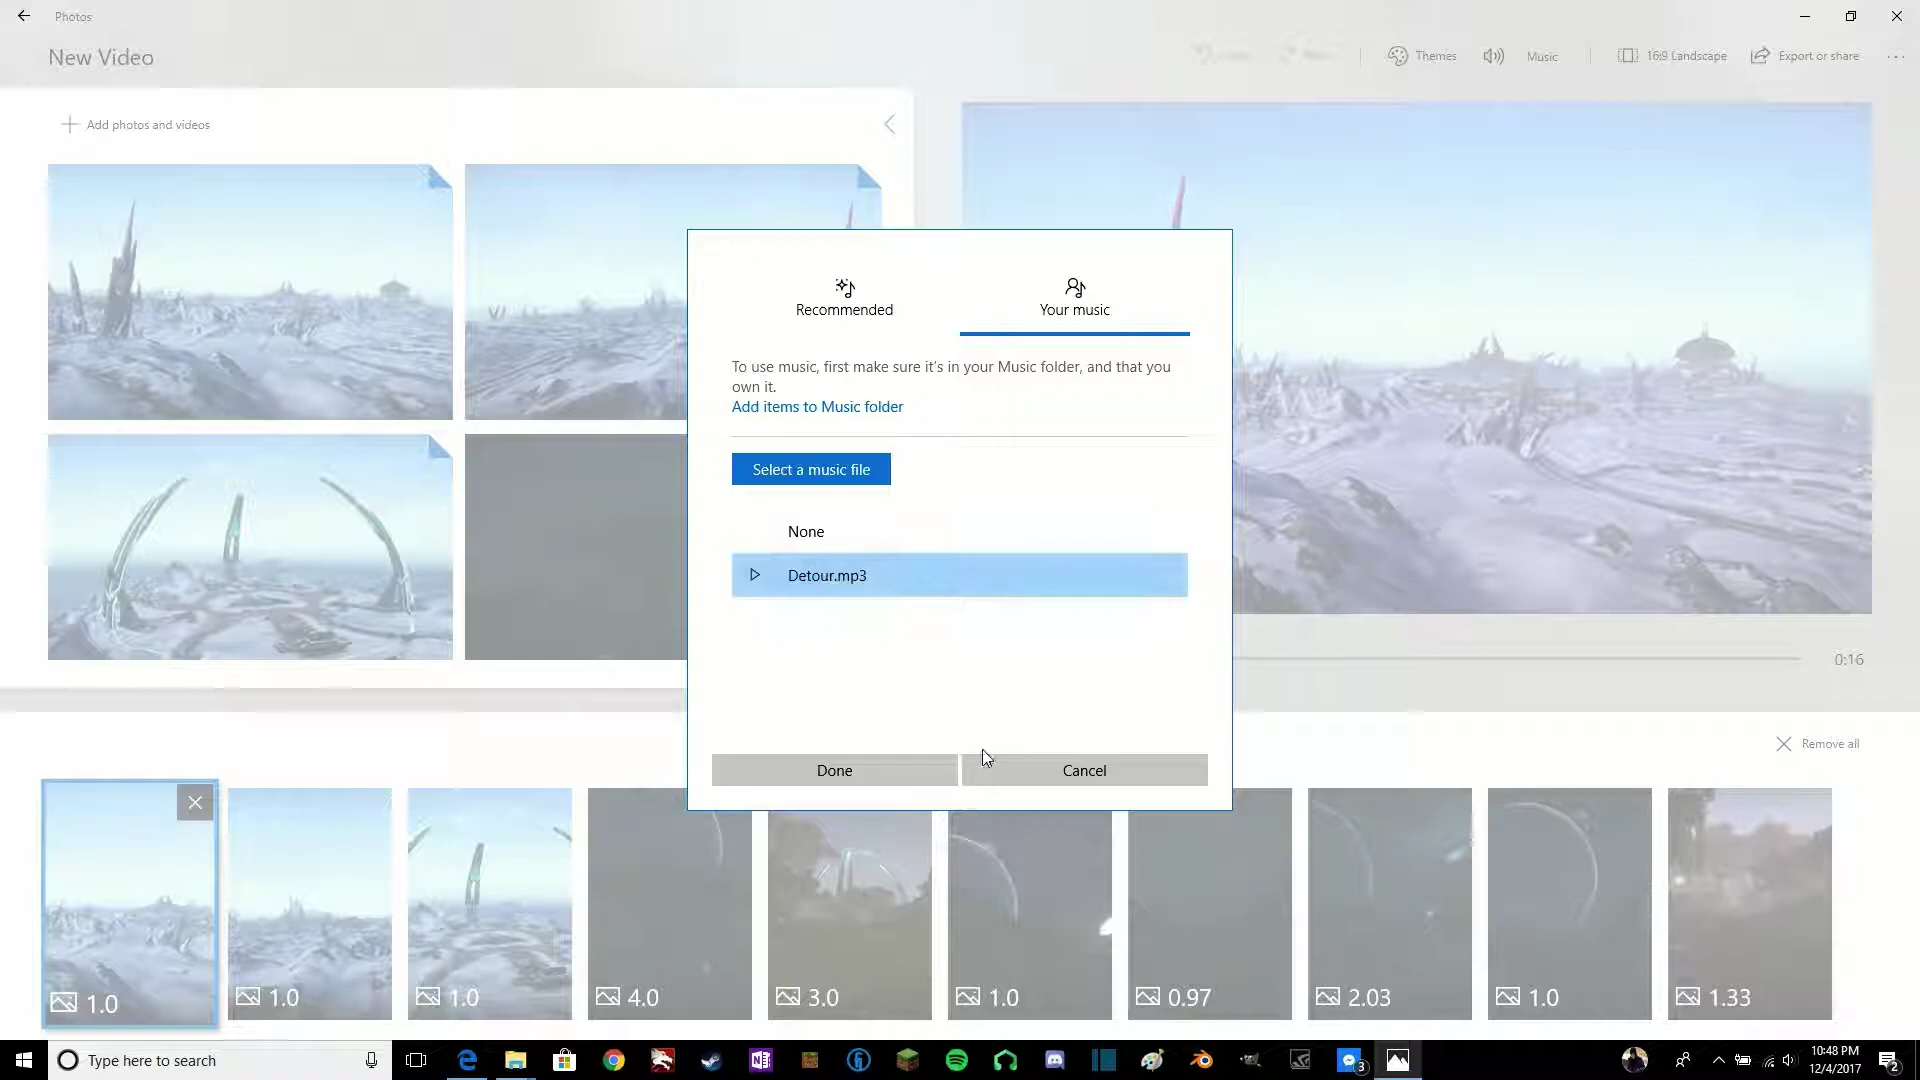 Photos
New Video
Themes
Music
16:9 Landscape
Export or share
Add photos and videos
Recommended
Your music
To use music, first make sure it's in your Music folder, and that you
own it.
Add items to Music folder
Select a music file
None
Detour.mp3
Done
Cancel
0:16
Remove all
1.0
1.0
1.0
4.0
3.0
1.0
0.97
2.03
1.0
1.33
Type here to search
3
10:48 PM
12/4/2017
2